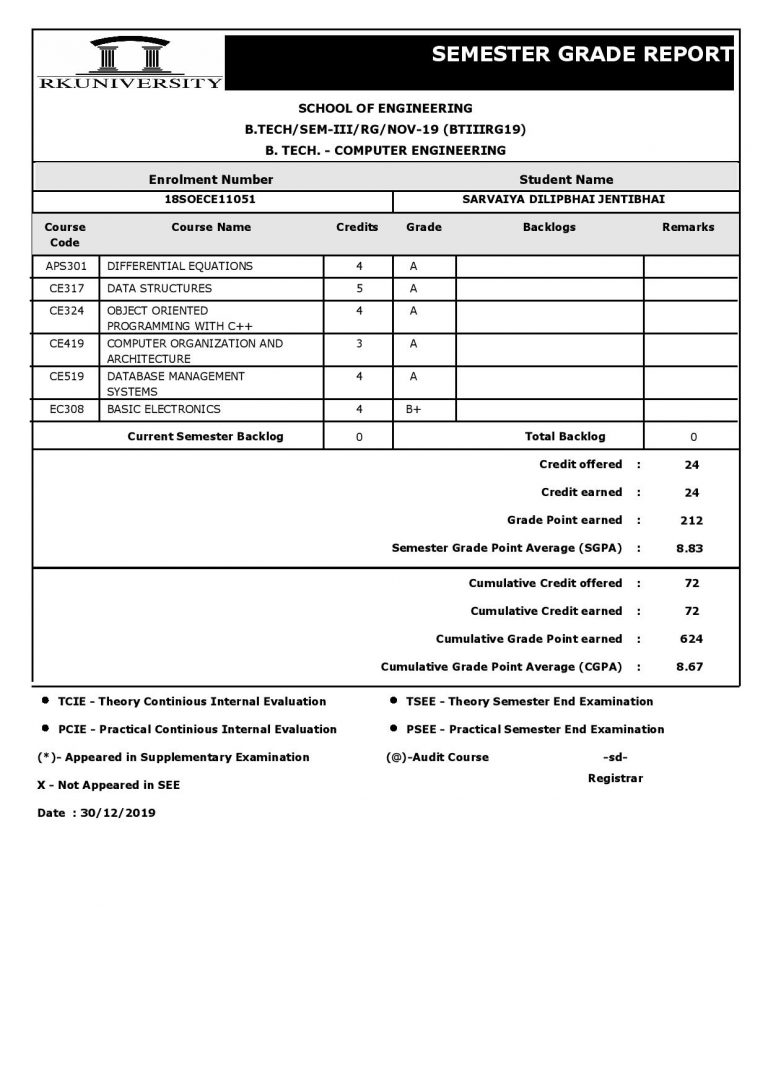 RK.UNIVERSITY
SEMESTER GRADE REPORT
SCHOOL OF ENGINEERING
B.TECH/SEM-III/RG/NOV-19 (BTIIIRG19)
B. TECH. - COMPUTER ENGINEERING
Enrolment Number Student Name
18SOECE11051 SARVAIYA DILIPBHAI JENTIBHAI
Course Code Course Name Credits Grade Backlogs Remarks
APS301 DIFFERENTIAL EQUATIONS 4 A
CE317 DATA STRUCTURES 5 A
CE324 OBJECT ORIENTED 4 A
PROGRAMMING WITH C++
CE419 COMPUTER ORGANIZATION AND 3 A
ARCHITECTURE
CE519 DATABASE MANAGEMENT 4 A
SYSTEMS
EC308 BASIC ELECTRONICS 4 B+
Current Semester Backlog 0 Total Backlog 0
Credit offered : 24
Credit earned : 24
Grade Point earned : 212
Semester Grade Point Average (SGPA) : 8.83
Cumulative Credit offered : 72
Cumulative Credit earned : 72
Cumulative Grade Point earned : 624
Cumulative Grade Point Average (CGPA) : 8.67
● TCIE - Theory Continious Internal Evaluation ● TSEE - Theory Semester End Examination
● PCIE - Practical Continious Internal Evaluation ● PSEE - Practical Semester End Examination
(*)- Appeared in Supplementary Examination (@)-Audit Course -sd-
X - Not Appeared in SEE Registrar
Date : 30/12/2019